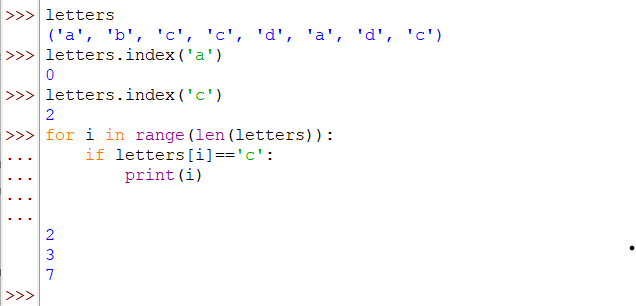 >>> letters
('a', 'b', 'c', 'c', 'd', 'a', 'd', 'c')
>>> letters.index('a')
0
>>> letters.index('c')
2
>>> for i in range(len(letters)):
...     if letters[i]=='c':
...         print(i)
...
...
2
3
7
>>>